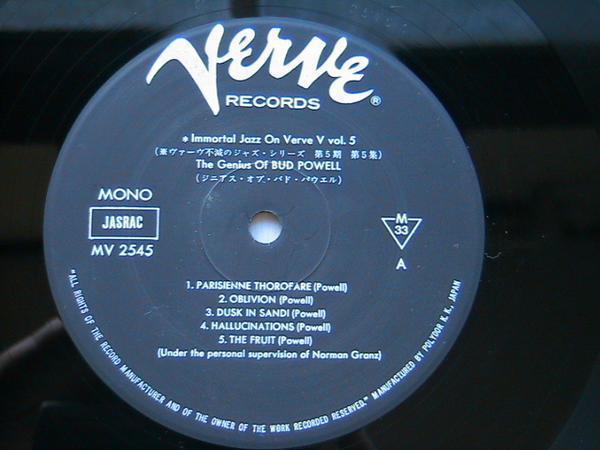 Verve
RECORDS ®
* Immortal Jazz On Verve V vol. 5
(※ヴァーヴ不滅のジャズ・シリーズ 第5期 第5集)
The Genius Of BUD POWELL
(ジニアス・オブ・バド・パウエル)
MONO
JASRAC
MV 2545
M
33
A
1. PARISIENNE THOROFARE (Powell)
2. OBLIVION (Powell)
3. DUSK IN SANDI (Powell)
4. HALLUCINATIONS (Powell)
5. THE FRUIT (Powell)
(Under the personal supervision of Norman Granz)
"ALL RIGHTS OF THE RECORD MANUFACTURER AND OF THE OWNER OF THE WORK RECORDED RESERVED." MANUFACTURED BY POLYDOR K. K. JAPAN